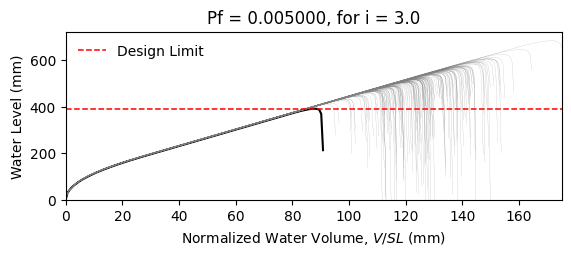 Pf = 0.005000, for i = 3.0
Water Level (mm)
600
400
200
0
Design Limit
0 20 40 60 80 100 120 140 160
Normalized Water Volume, V/SL (mm)